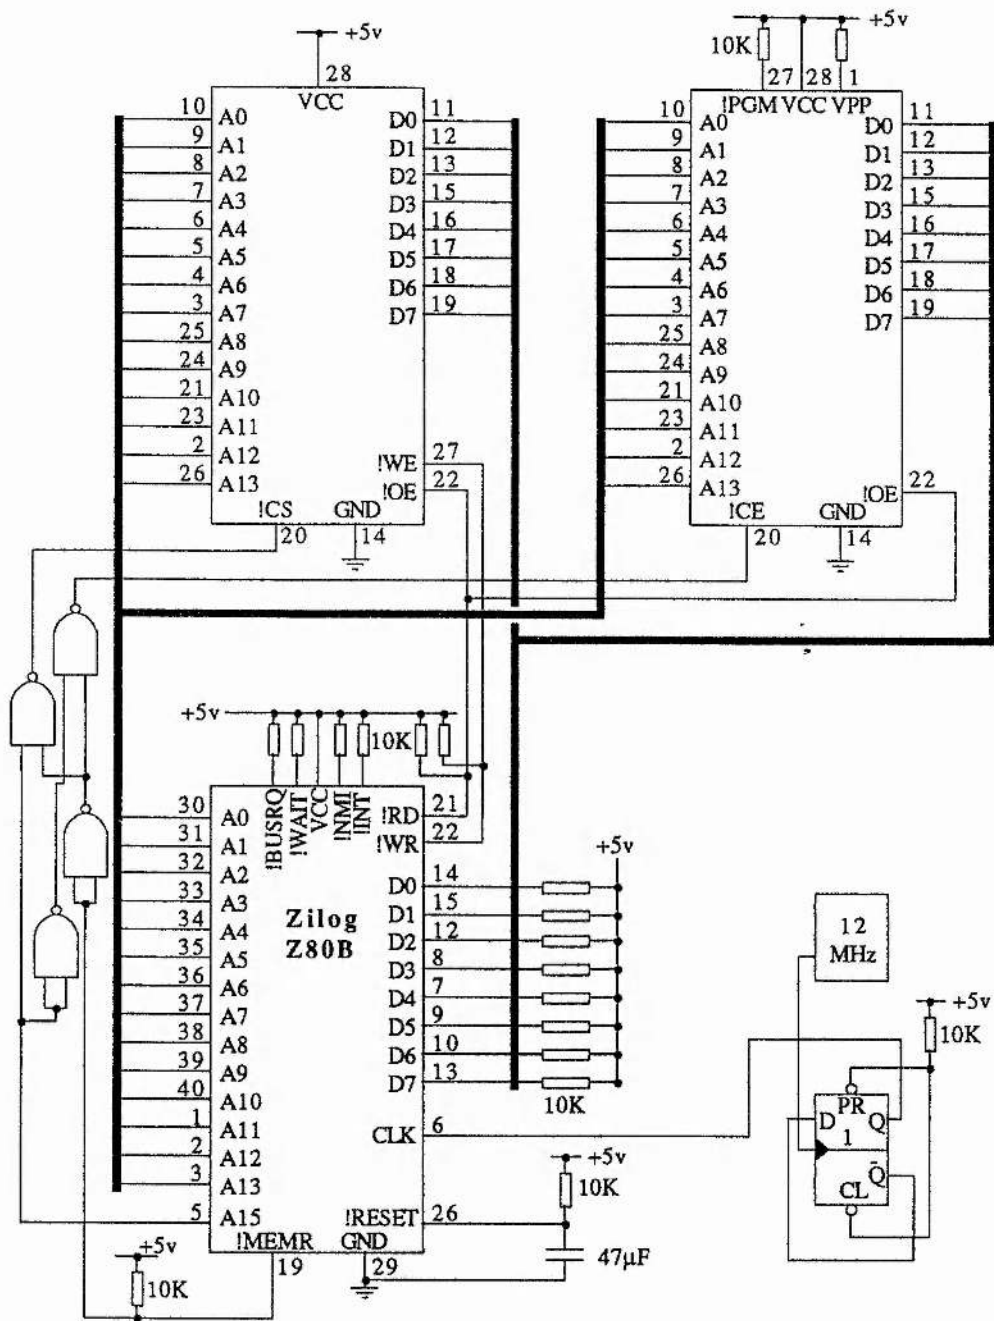 +5v
28
VCC
10 A0
9 A1
8 A2
7 A3
6 A4
5 A5
4 A6
3 A7
25 A8
24 A9
21 A10
23 A11
2 A12
26 A13
D0 11
D1 12
D2 13
D3 15
D4 16
D5 17
D6 18
D7 19
!WE 27
!OE 22
!CS GND
20 14
+5v
10K
27 28 1
!PGM VCC VPP
10 A0
9 A1
8 A2
7 A3
6 A4
5 A5
4 A6
3 A7
25 A8
24 A9
21 A10
23 A11
2 A12
26 A13
D0 11
D1 12
D2 13
D3 15
D4 16
D5 17
D6 18
D7 19
!OE 22
!CE GND
20 14
+5v
10K
!BUSRQ
!WAIT
VCC
!NMI
!INT
30 A0
31 A1
32 A2
33 A3
34 A4
35 A5
36 A6
37 A7
38 A8
39 A9
40 A10
1 A11
2 A12
3 A13
5 A15
Zilog
Z80B
!RD 21
!WR 22
D0 14
D1 15
D2 12
D3 8
D4 7
D5 9
D6 10
D7 13
CLK 6
!RESET 26
!MEMR GND
19 29
+5v
10K
+5v
10K
+5v
10K
47µF
12
MHz
+5v
10K
PR
D Q
1
Q̄
CL